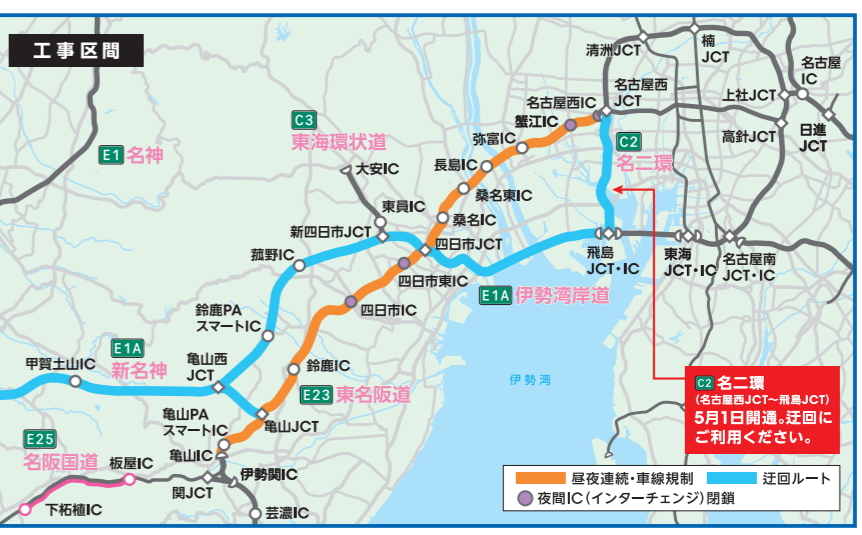 工事区間
清洲JCT
楠
JCT
名古屋
IC
名古屋西
JCT
名古屋西IC
上社JCT
蟹江IC
C3
東海環状道
E1 名神
弥富IC
C2
名二環
高針JCT
日進
JCT
長島IC
大安IC
桑名東IC
東員IC
桑名IC
新四日市JCT
四日市JCT
菰野IC
飛島
JCT・IC
東海
JCT・IC
名古屋南
JCT・IC
四日市東IC
E1A 伊勢湾岸道
四日市IC
鈴鹿PA
スマートIC
E1A
新名神
甲賀土山IC
亀山西
JCT
鈴鹿IC
伊勢湾
E23 東名阪道
C2 名二環
(名古屋西JCT～飛島JCT)
5月1日開通。迂回に
ご利用ください。
亀山PA
スマートIC
亀山JCT
E25
名阪国道
板屋IC
亀山IC
伊勢関IC
関JCT
下柘植IC
芸濃IC
昼夜連続・車線規制
迂回ルート
夜間IC(インターチェンジ)閉鎖